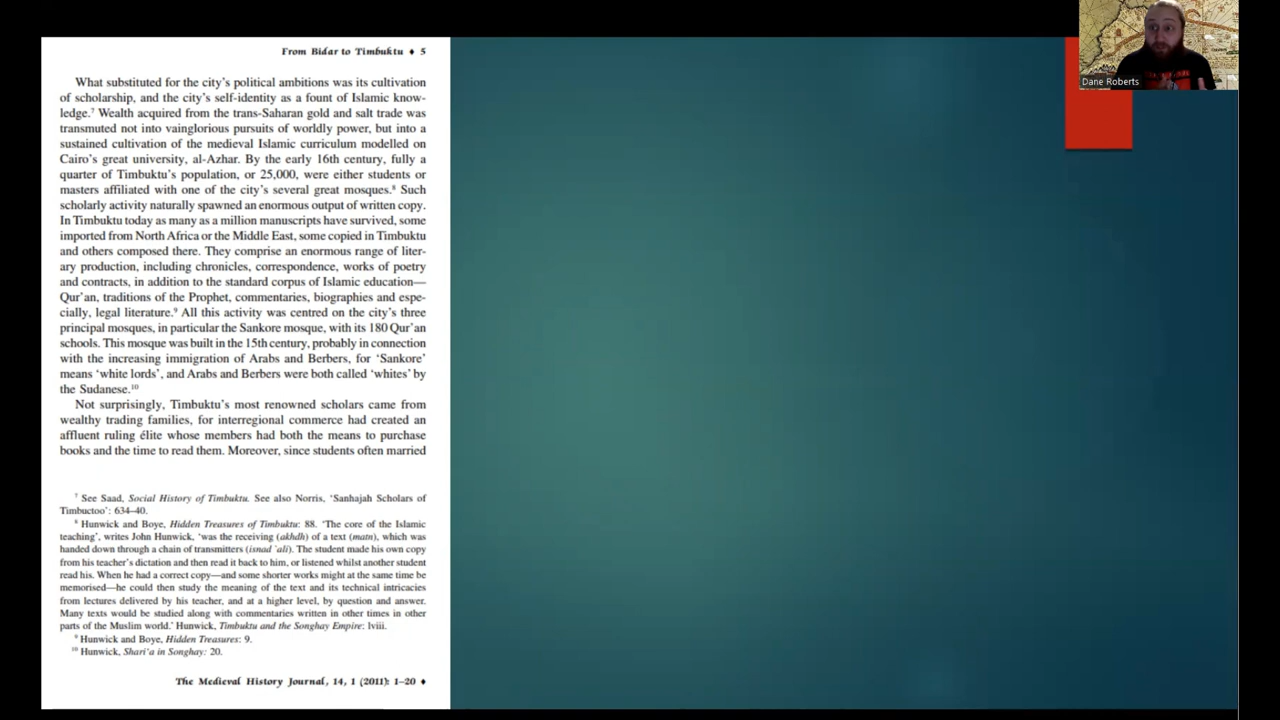 From Bidar to Timbuktu ♦ 5
What substituted for the city's political ambitions was its cultivation
of scholarship, and the city's self-identity as a fount of Islamic know-
ledge.⁷ Wealth acquired from the trans-Saharan gold and salt trade was
transmuted not into vainglorious pursuits of worldly power, but into a
sustained cultivation of the medieval Islamic curriculum modelled on
Cairo's great university, al-Azhar. By the early 16th century, fully a
quarter of Timbuktu's population, or 25,000, were either students or
masters affiliated with one of the city's several great mosques.⁸ Such
scholarly activity naturally spawned an enormous output of written copy.
In Timbuktu today as many as a million manuscripts have survived, some
imported from North Africa or the Middle East, some copied in Timbuktu
and others composed there. They comprise an enormous range of liter-
ary production, including chronicles, correspondence, works of poetry
and contracts, in addition to the standard corpus of Islamic education—
Qur'an, traditions of the Prophet, commentaries, biographies and espe-
cially, legal literature.⁹ All this activity was centred on the city's three
principal mosques, in particular the Sankore mosque, with its 180 Qur'an
schools. This mosque was built in the 15th century, probably in connection
with the increasing immigration of Arabs and Berbers, for 'Sankore'
means 'white lords', and Arabs and Berbers were both called 'whites' by
the Sudanese.¹⁰
Not surprisingly, Timbuktu's most renowned scholars came from
wealthy trading families, for interregional commerce had created an
affluent ruling élite whose members had both the means to purchase
books and the time to read them. Moreover, since students often married
⁷ See Saad, Social History of Timbuktu. See also Norris, 'Sanhajah Scholars of
Timbuctoo': 634–40.
⁸ Hunwick and Boye, Hidden Treasures of Timbuktu: 88. 'The core of the Islamic
teaching', writes John Hunwick, 'was the receiving (akhdh) of a text (matn), which was
handed down through a chain of transmitters (isnad 'ali). The student made his own copy
from his teacher's dictation and then read it back to him, or listened whilst another student
read his. When he had a correct copy—and some shorter works might at the same time be
memorised—he could then study the meaning of the text and its technical intricacies
from lectures delivered by his teacher, and at a higher level, by question and answer.
Many texts would be studied along with commentaries written in other times in other
parts of the Muslim world.' Hunwick, Timbuktu and the Songhay Empire: lviii.
⁹ Hunwick and Boye, Hidden Treasures: 9.
¹⁰ Hunwick, Shari'a in Songhay: 20.
The Medieval History Journal, 14, 1 (2011): 1–20 ♦
Dane Roberts